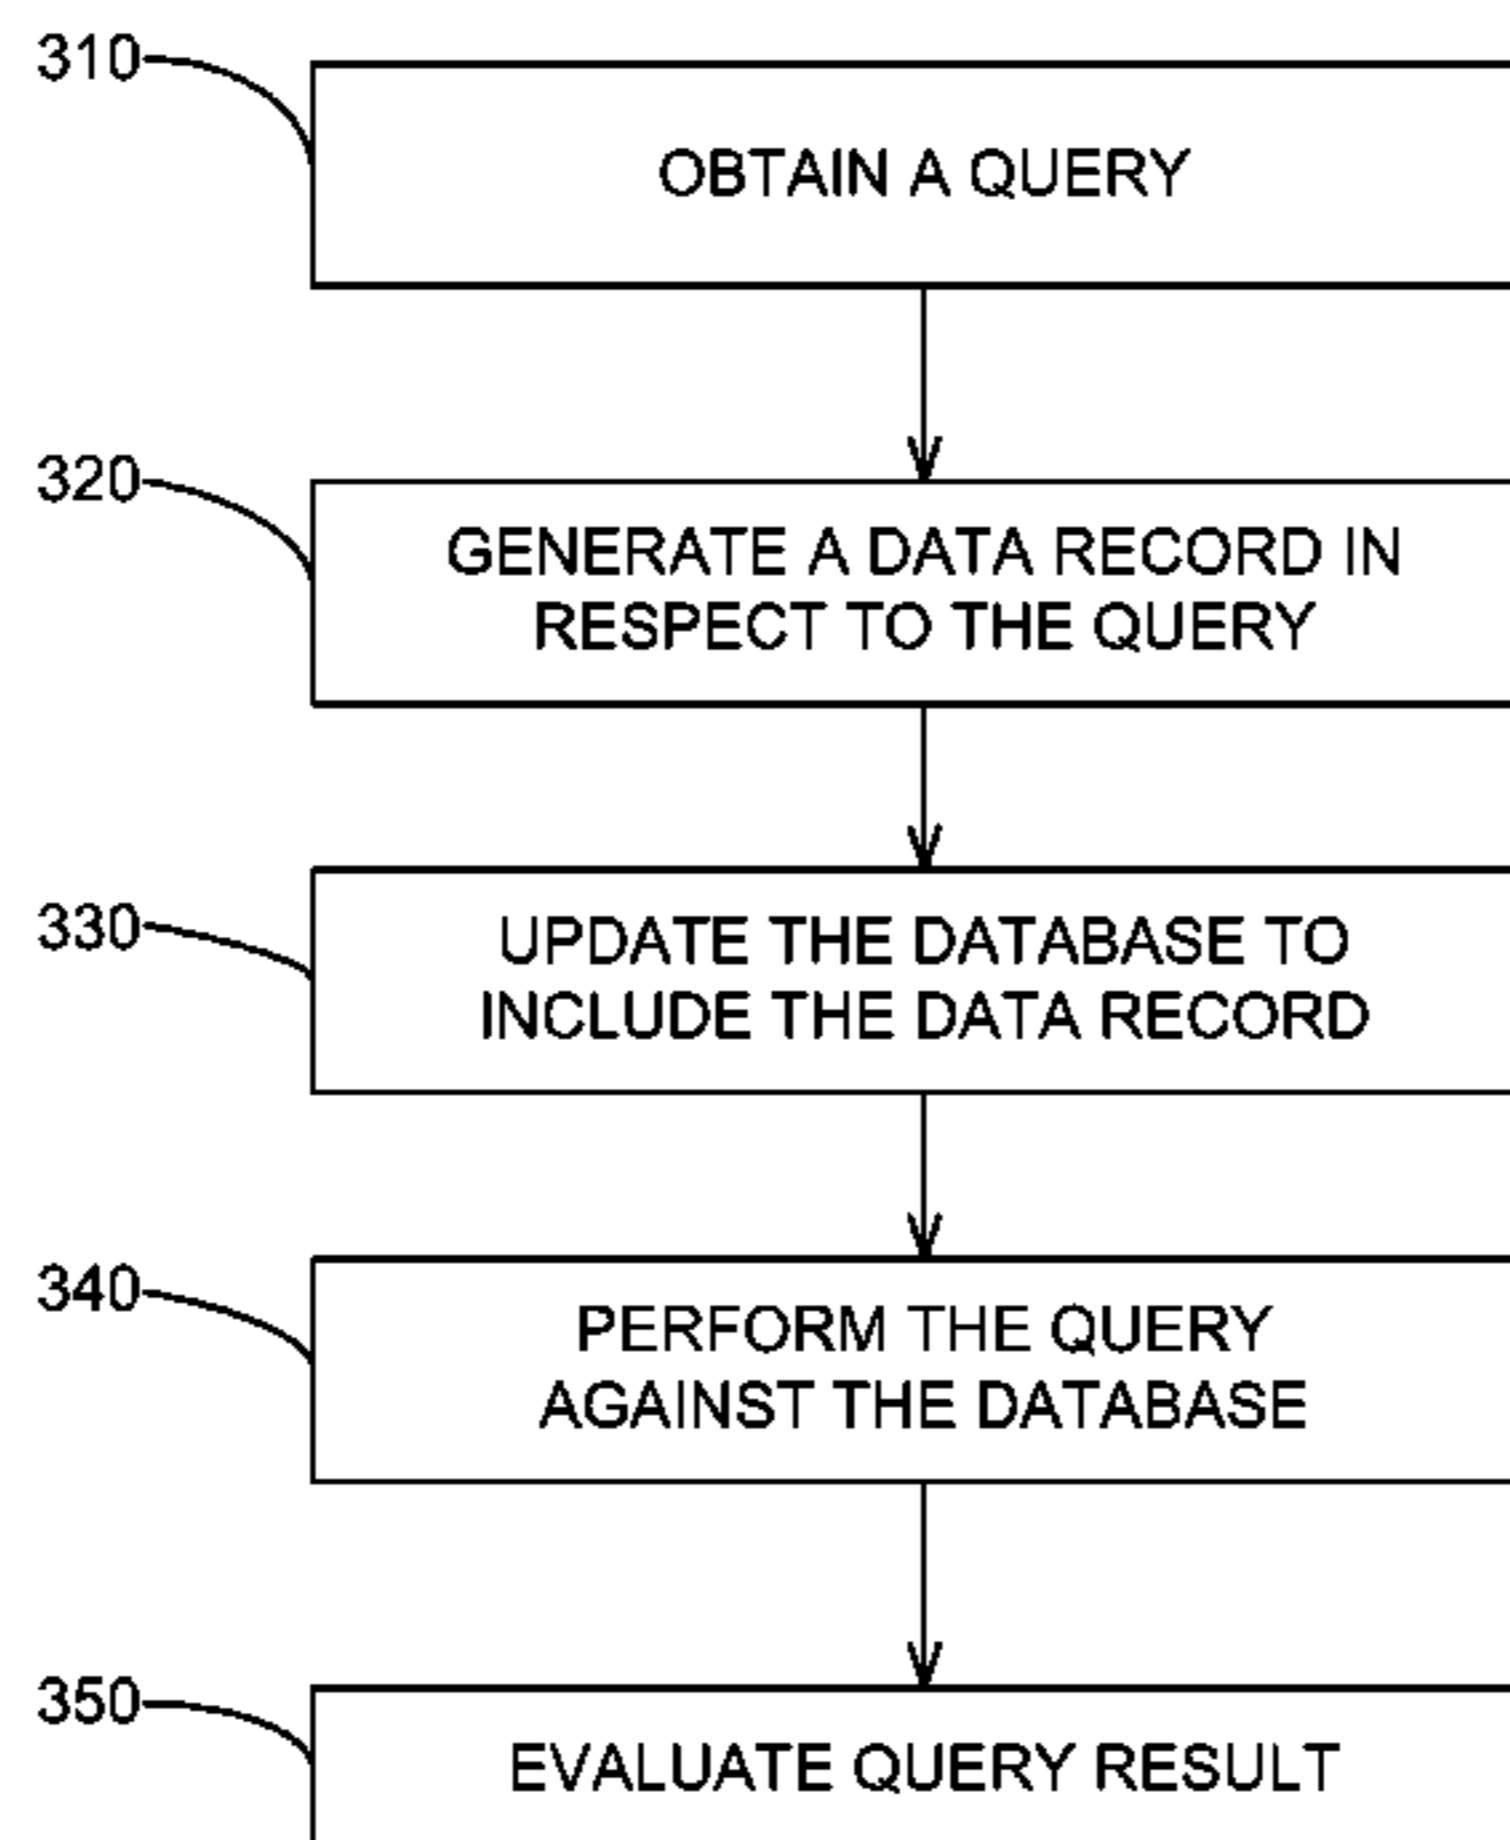 310
OBTAIN A QUERY
320
GENERATE A DATA RECORD IN
RESPECT TO THE QUERY
330
UPDATE THE DATABASE TO
INCLUDE THE DATA RECORD
340
PERFORM THE QUERY
AGAINST THE DATABASE
350
EVALUATE QUERY RESULT